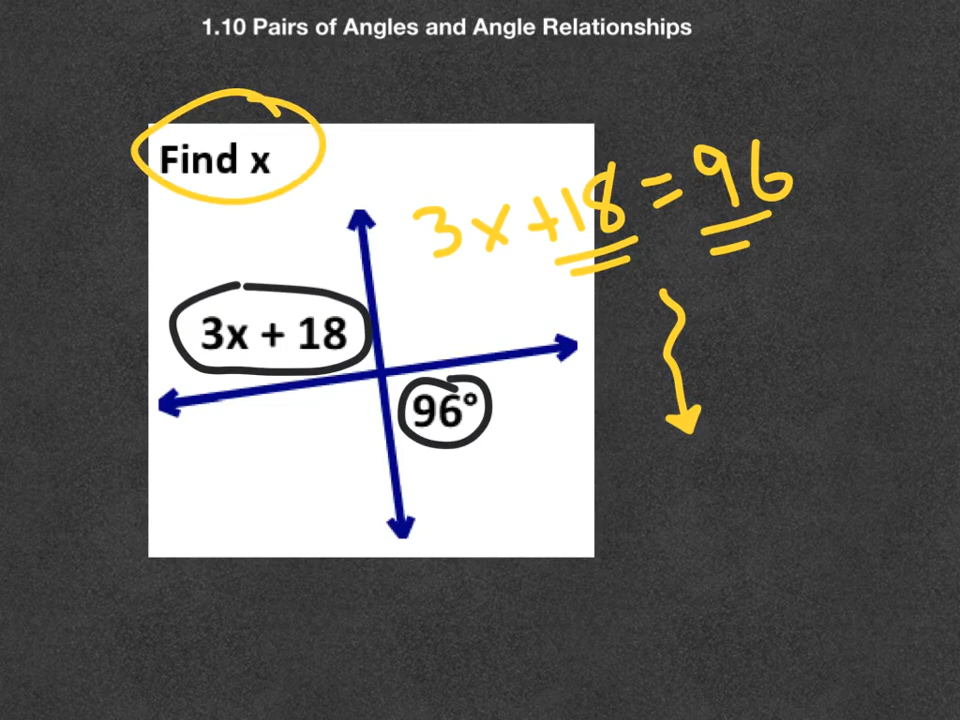 1.10 Pairs of Angles and Angle Relationships
Find x
3x + 18 = 96
3x + 18
96°